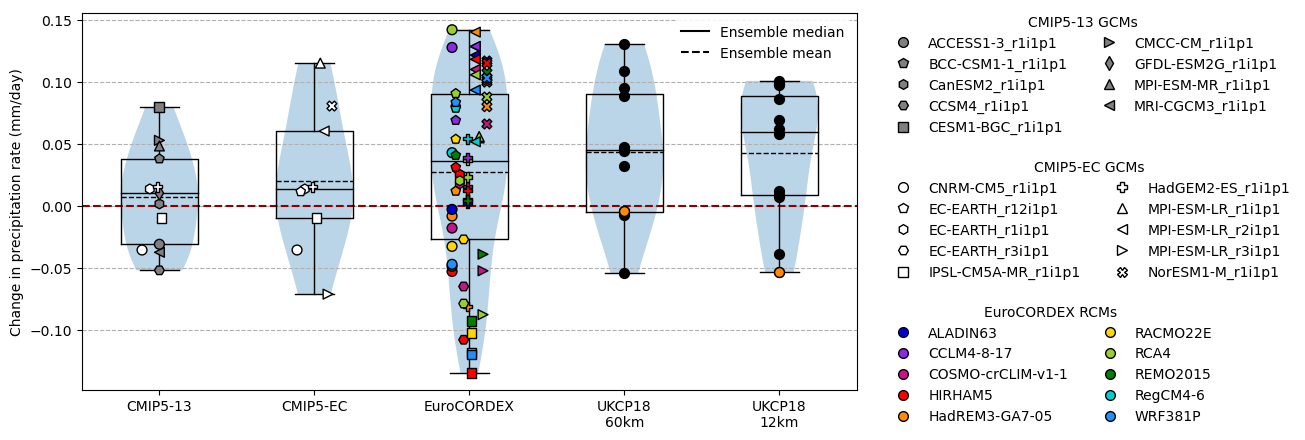 Change in precipitation rate (mm/day)
0.15
0.10
0.05
0.00
−0.05
−0.10
Ensemble median
Ensemble mean
CMIP5-13
CMIP5-EC
EuroCORDEX
UKCP18
60km
UKCP18
12km
CMIP5-13 GCMs
ACCESS1-3_r1i1p1
BCC-CSM1-1_r1i1p1
CanESM2_r1i1p1
CCSM4_r1i1p1
CESM1-BGC_r1i1p1
CMCC-CM_r1i1p1
GFDL-ESM2G_r1i1p1
MPI-ESM-MR_r1i1p1
MRI-CGCM3_r1i1p1
CMIP5-EC GCMs
CNRM-CM5_r1i1p1
EC-EARTH_r12i1p1
EC-EARTH_r1i1p1
EC-EARTH_r3i1p1
IPSL-CM5A-MR_r1i1p1
HadGEM2-ES_r1i1p1
MPI-ESM-LR_r1i1p1
MPI-ESM-LR_r2i1p1
MPI-ESM-LR_r3i1p1
NorESM1-M_r1i1p1
EuroCORDEX RCMs
ALADIN63
CCLM4-8-17
COSMO-crCLIM-v1-1
HIRHAM5
HadREM3-GA7-05
RACMO22E
RCA4
REMO2015
RegCM4-6
WRF381P